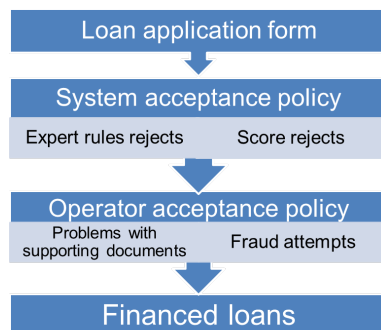 Loan application form
System acceptance policy
Expert rules rejects Score rejects
Operator acceptance policy
Problems with
supporting documents Fraud attempts
Financed loans